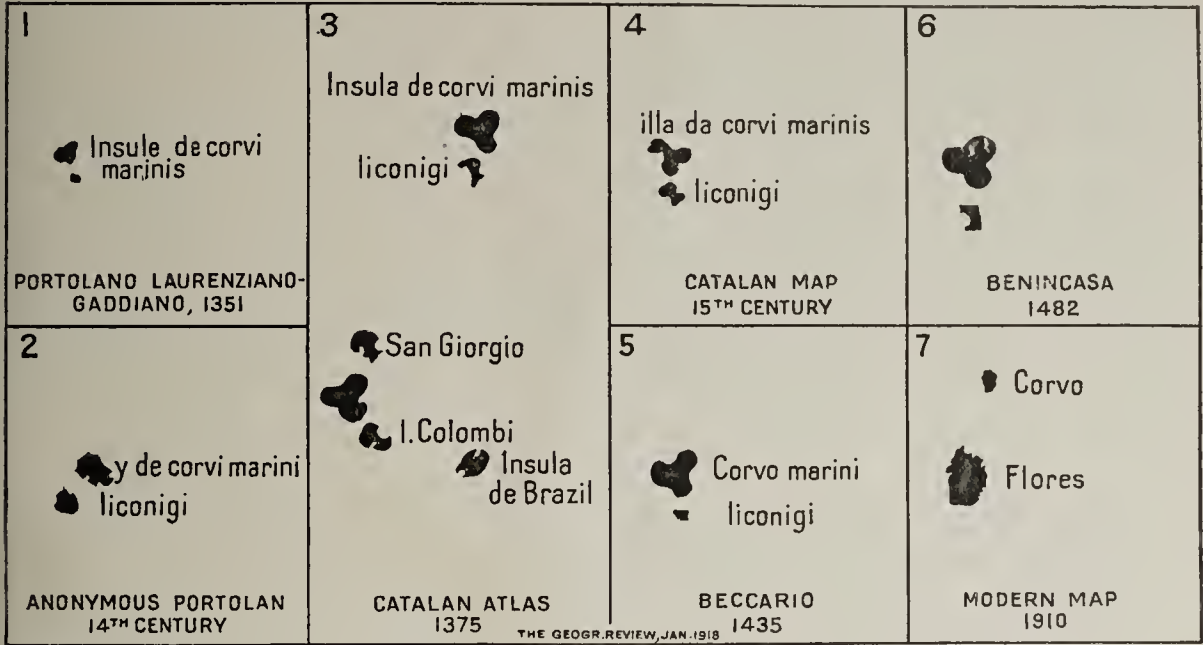 1
Insule de corvi
marinis
PORTOLANO LAURENZIANO-
GADDIANO, 1351
2
y de corvi marini
liconigi
ANONYMOUS PORTOLAN
14TH CENTURY
3
Insula de corvi marinis
liconigi
San Giorgio
I. Colombi
Insula
de Brazil
CATALAN ATLAS
1375
4
illa da corvi marinis
liconigi
CATALAN MAP
15TH CENTURY
5
Corvo marini
liconigi
BECCARIO
1435
6
BENINCASA
1482
7
Corvo
Flores
MODERN MAP
1910
THE GEOGR. REVIEW, JAN. 1918